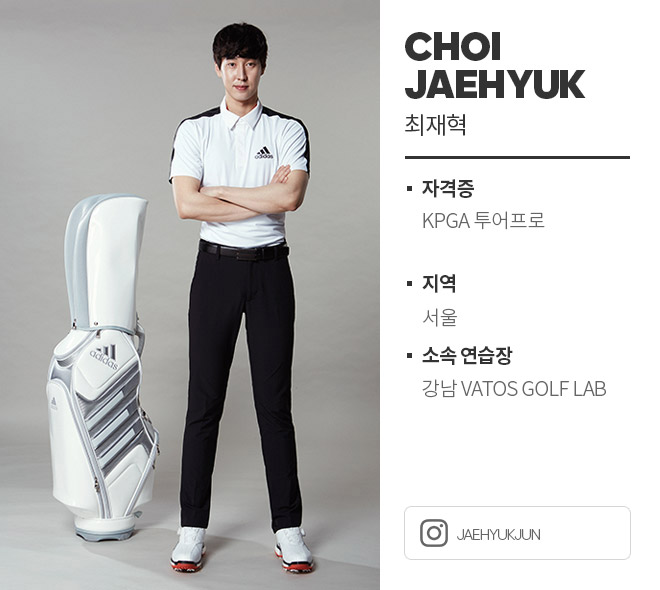 CHOI
JAEHYUK
최재혁
자격증
KPGA 투어프로
지역
서울
소속 연습장
강남 VATOS GOLF LAB
JAEHYUKJUN
adidas
adidas